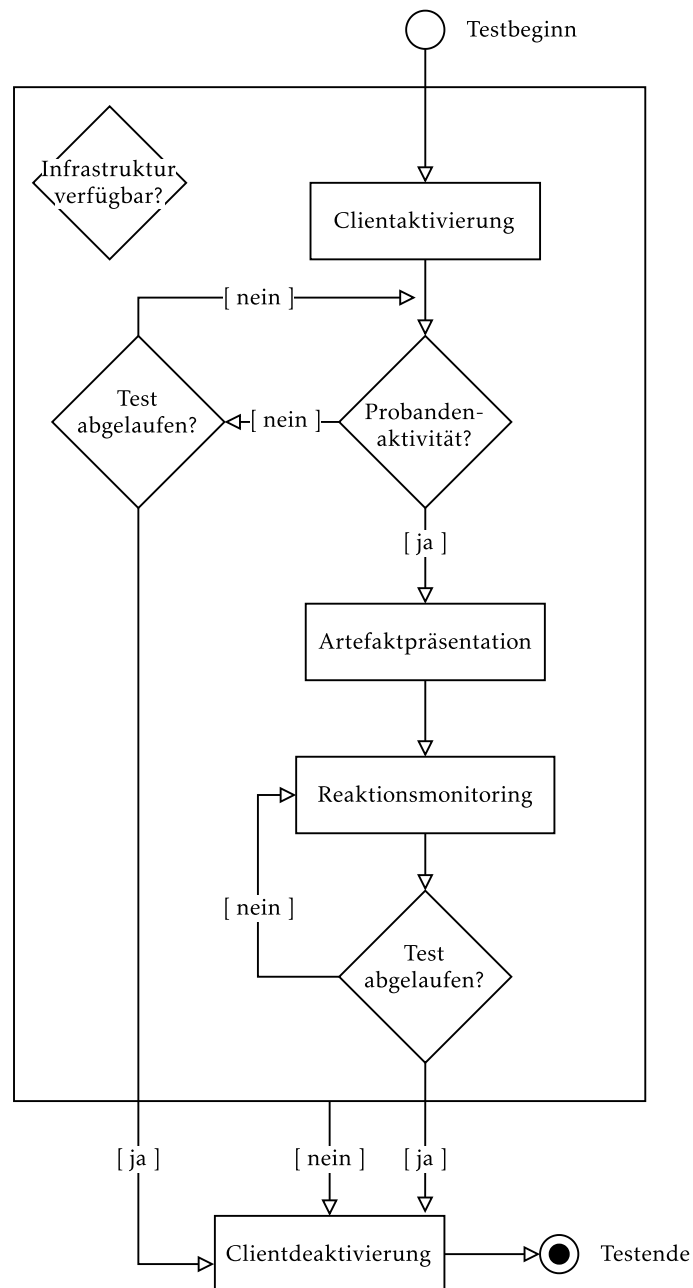 Testbeginn
Infrastruktur
verfügbar?
Clientaktivierung
[ nein ]
Test
abgelaufen?
[ nein ]
Probanden-
aktivität?
[ ja ]
Artefaktpräsentation
Reaktionsmonitoring
[ nein ]
Test
abgelaufen?
[ ja ]
[ nein ]
[ ja ]
Clientdeaktivierung
Testende